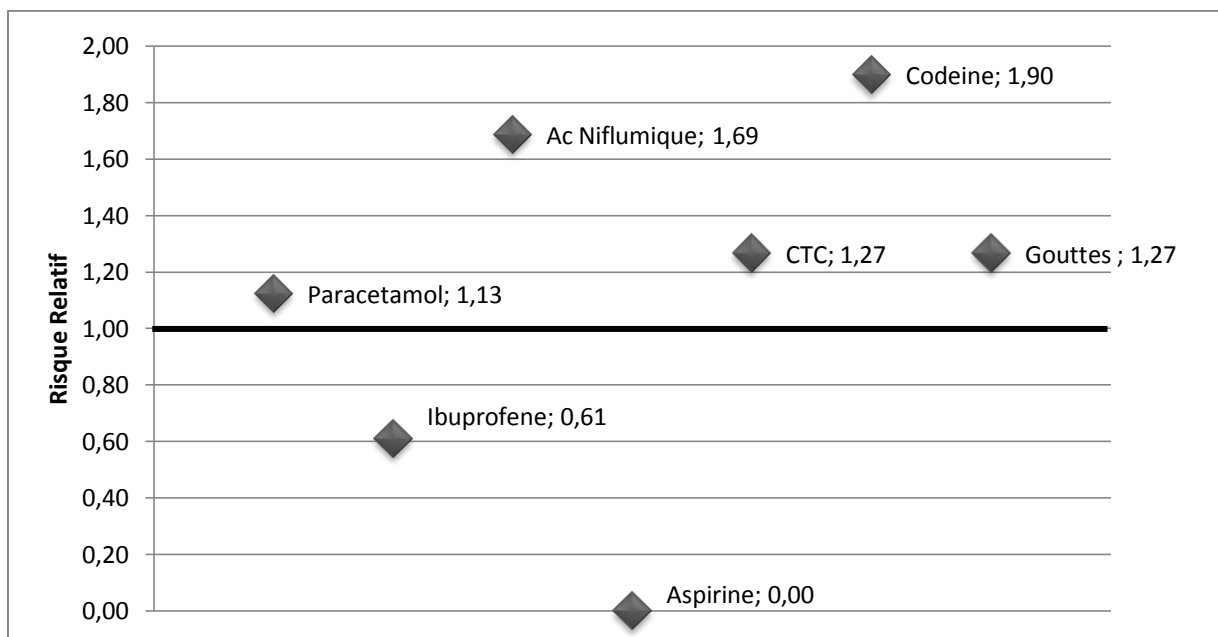 2,00
1,80
1,60
1,40
1,20
1,00
0,80
0,60
0,40
0,20
0,00
Risque Relatif
Codeine; 1,90
Ac Niflumique; 1,69
CTC; 1,27
Gouttes ; 1,27
Paracetamol; 1,13
Ibuprofene; 0,61
Aspirine; 0,00